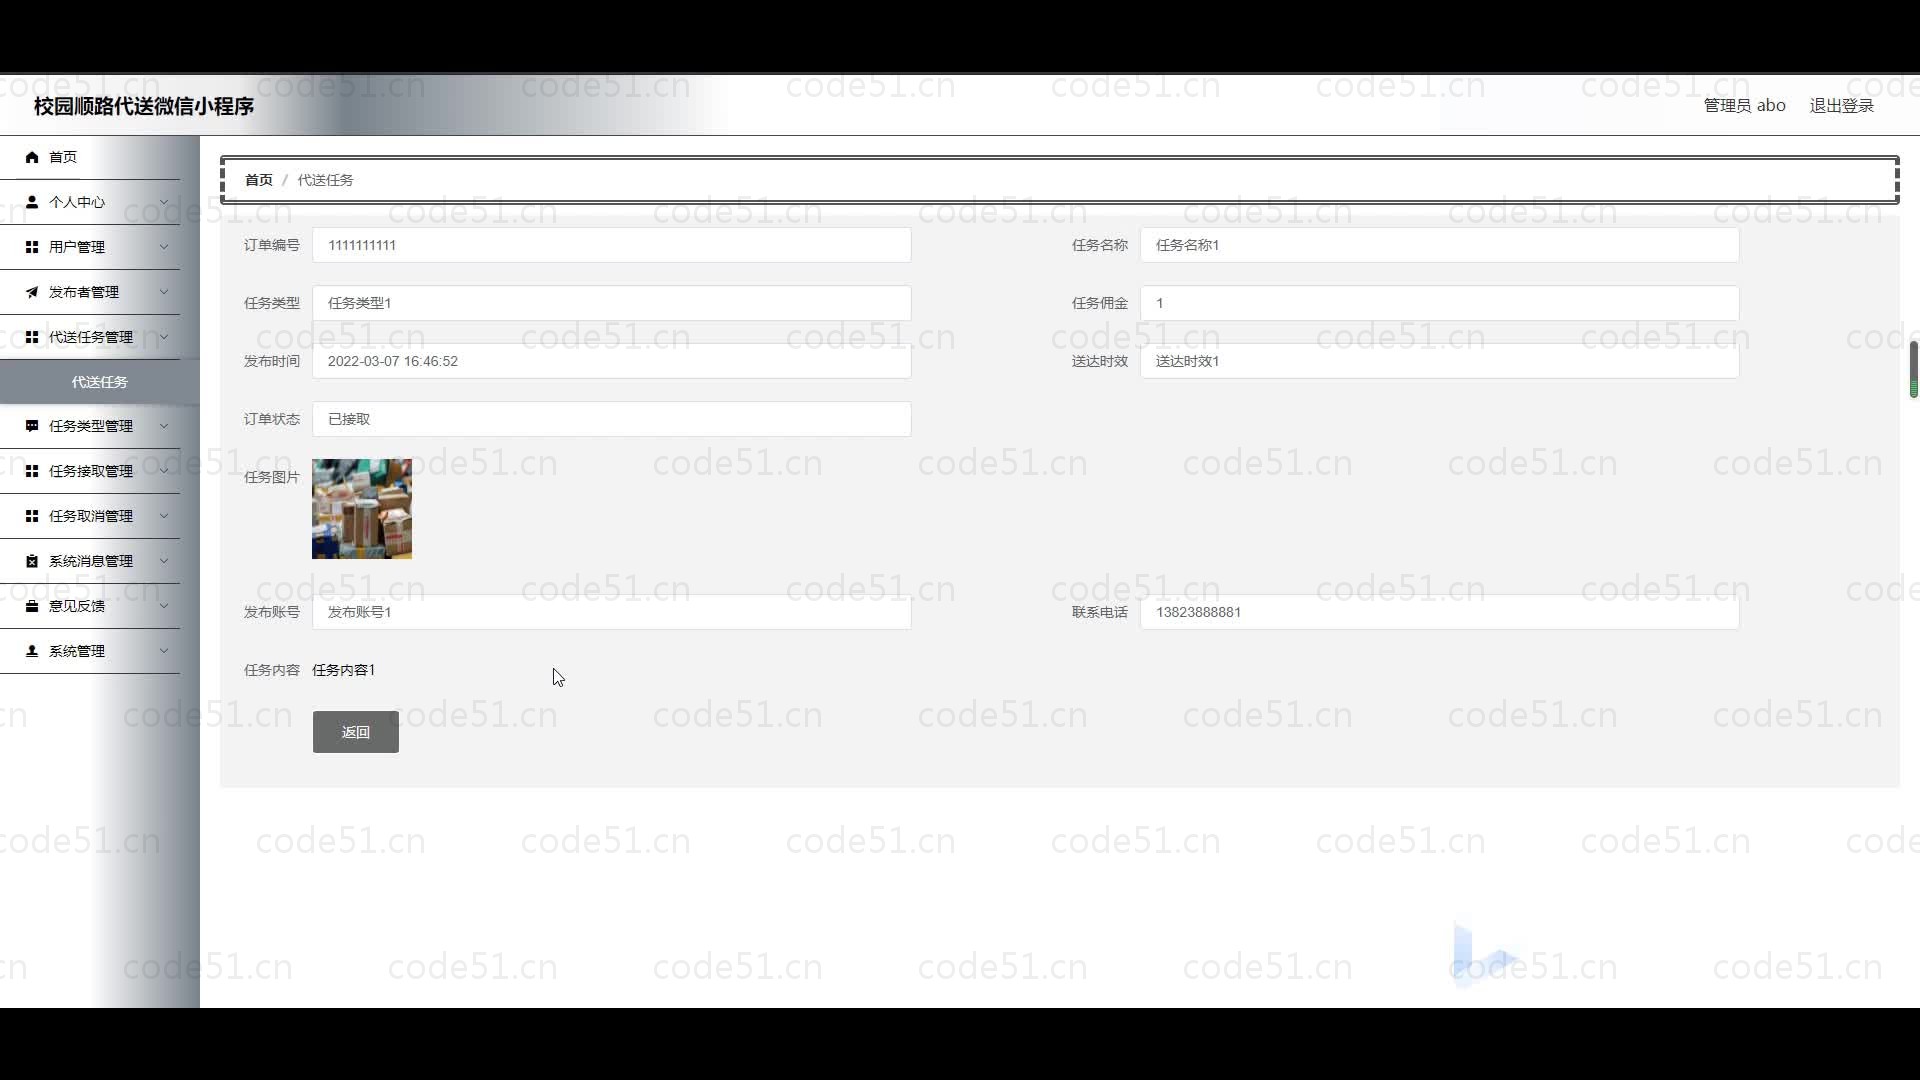 校园顺路代送微信小程序
管理员 abo 退出登录
首页
个人中心
用户管理
发布者管理
代送任务管理
代送任务
任务类型管理
任务接取管理
任务取消管理
系统消息管理
意见反馈
系统管理
首页 / 代送任务
订单编号 1111111111 任务名称 任务名称1
任务类型 任务类型1 任务佣金 1
发布时间 2022-03-07 16:46:52 送达时效 送达时效1
订单状态 已接取
任务图片
发布账号 发布账号1 联系电话 13823888881
任务内容 任务内容1
返回
code51.cn